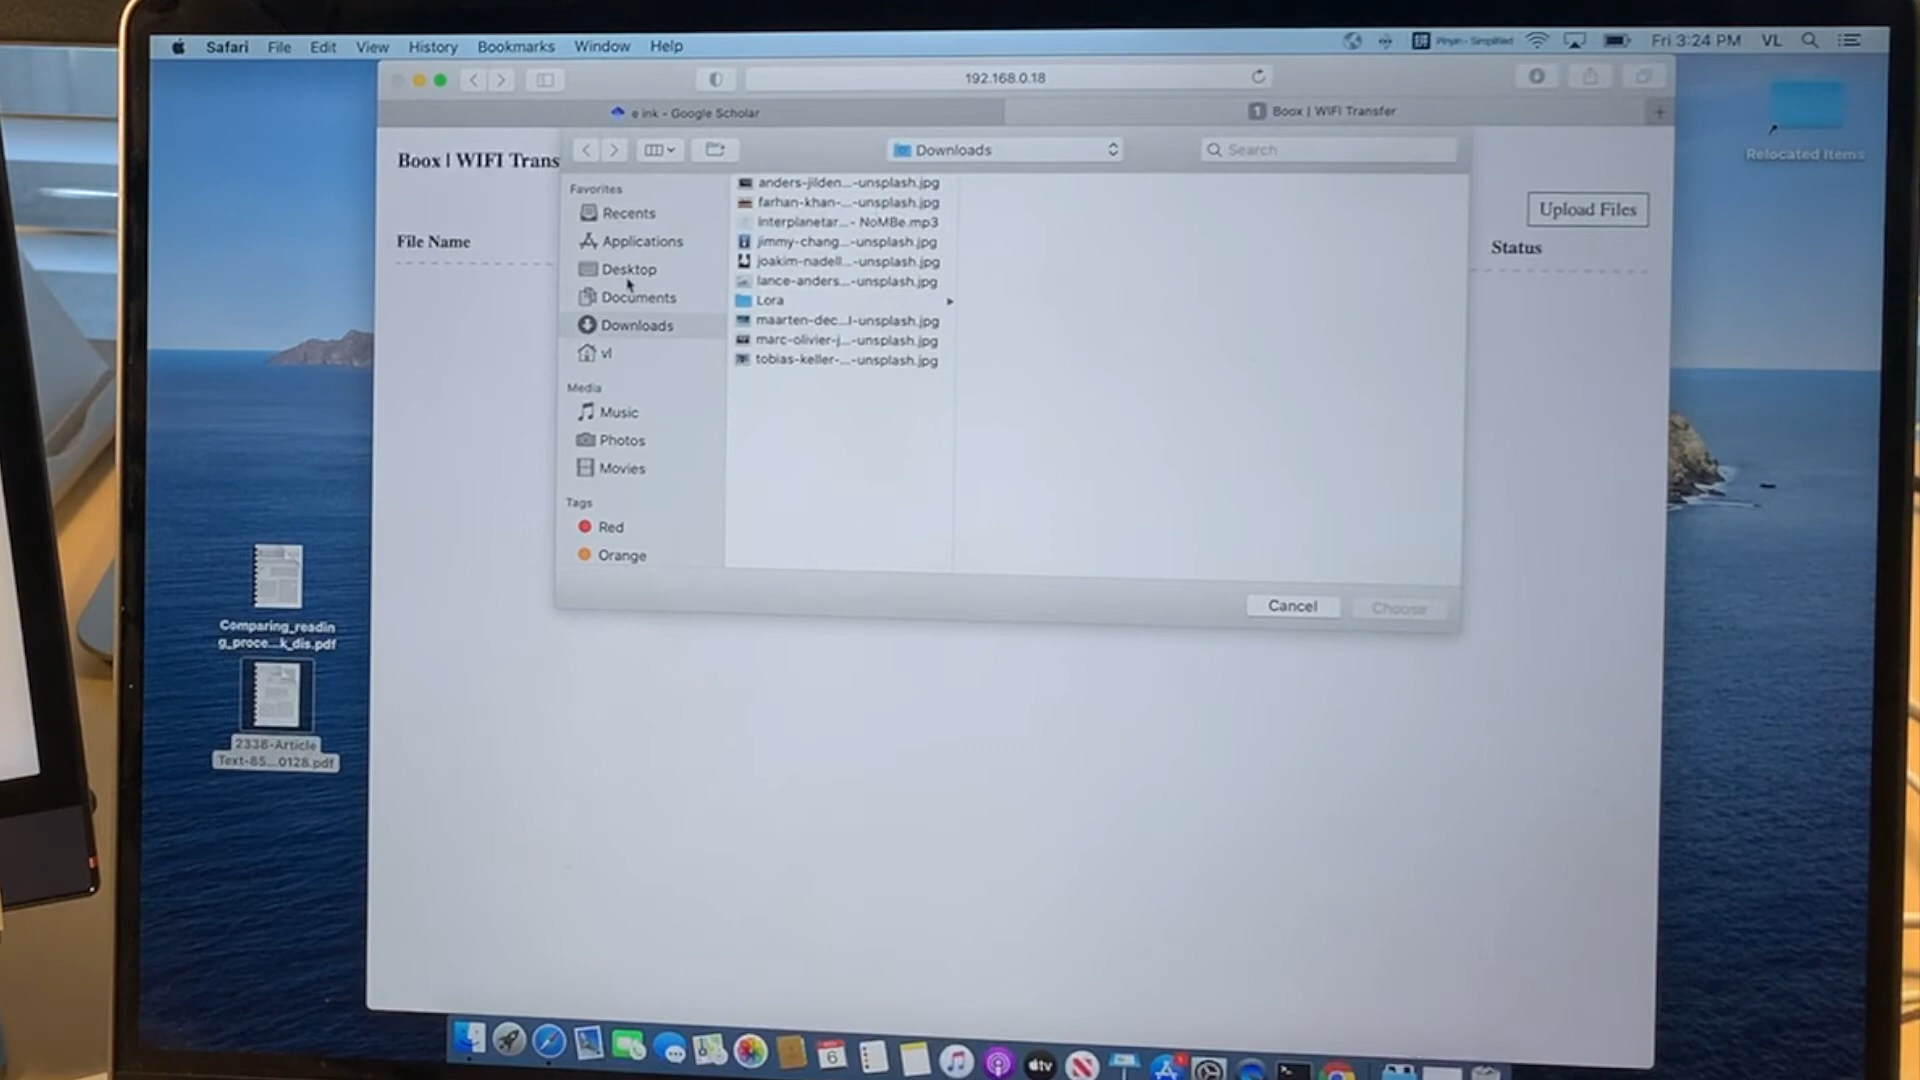 Safari File Edit View History Bookmarks Window Help
Pinyin - Simplified Fri 3:24 PM VL
192.168.0.18
e ink - Google Scholar
1 Boox | WIFI Transfer
Relocated Items
Boox | WIFI Trans
Downloads
Search
Upload Files
File Name
Status
Favorites
Recents
Applications
Desktop
Documents
Downloads
vl
Media
Music
Photos
Movies
Tags
Red
Orange
anders-jilden...-unsplash.jpg
farhan-khan-...-unsplash.jpg
Interplanetar... - NoMBe.mp3
jimmy-chang...-unsplash.jpg
joakim-nadell...-unsplash.jpg
lance-anders...-unsplash.jpg
Lora
maarten-dec...l-unsplash.jpg
marc-olivier-j...-unsplash.jpg
tobias-keller-...-unsplash.jpg
Cancel
Choose
Comparing_readin
g_proce...k_dis.pdf
2338-Article
Text-85...0128.pdf
6
tv